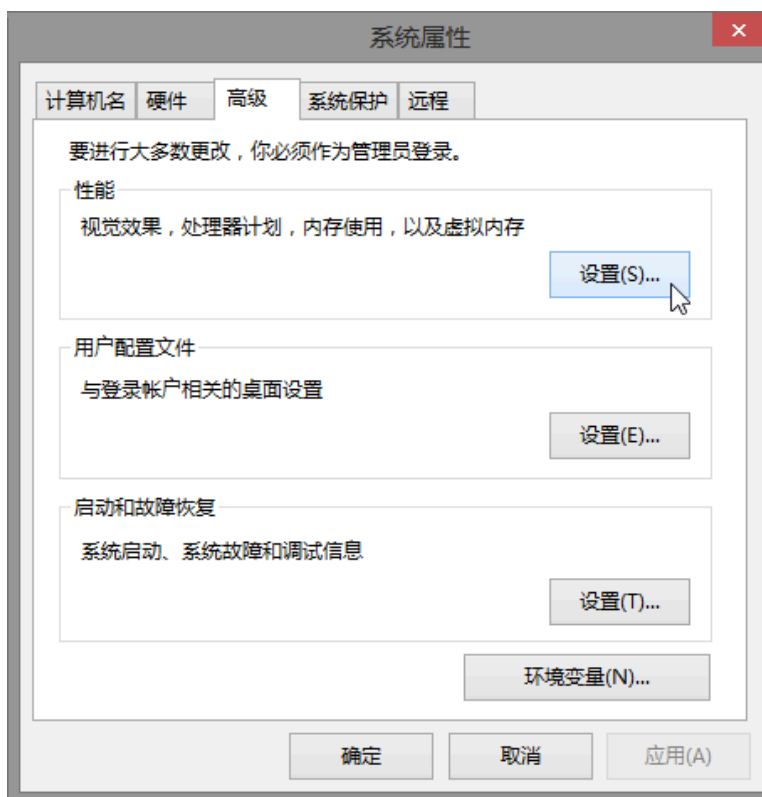 系统属性
计算机名 硬件 高级 系统保护 远程
要进行大多数更改，你必须作为管理员登录。
性能
视觉效果，处理器计划，内存使用，以及虚拟内存
设置(S)...
用户配置文件
与登录帐户相关的桌面设置
设置(E)...
启动和故障恢复
系统启动、系统故障和调试信息
设置(T)...
环境变量(N)...
确定 取消 应用(A)